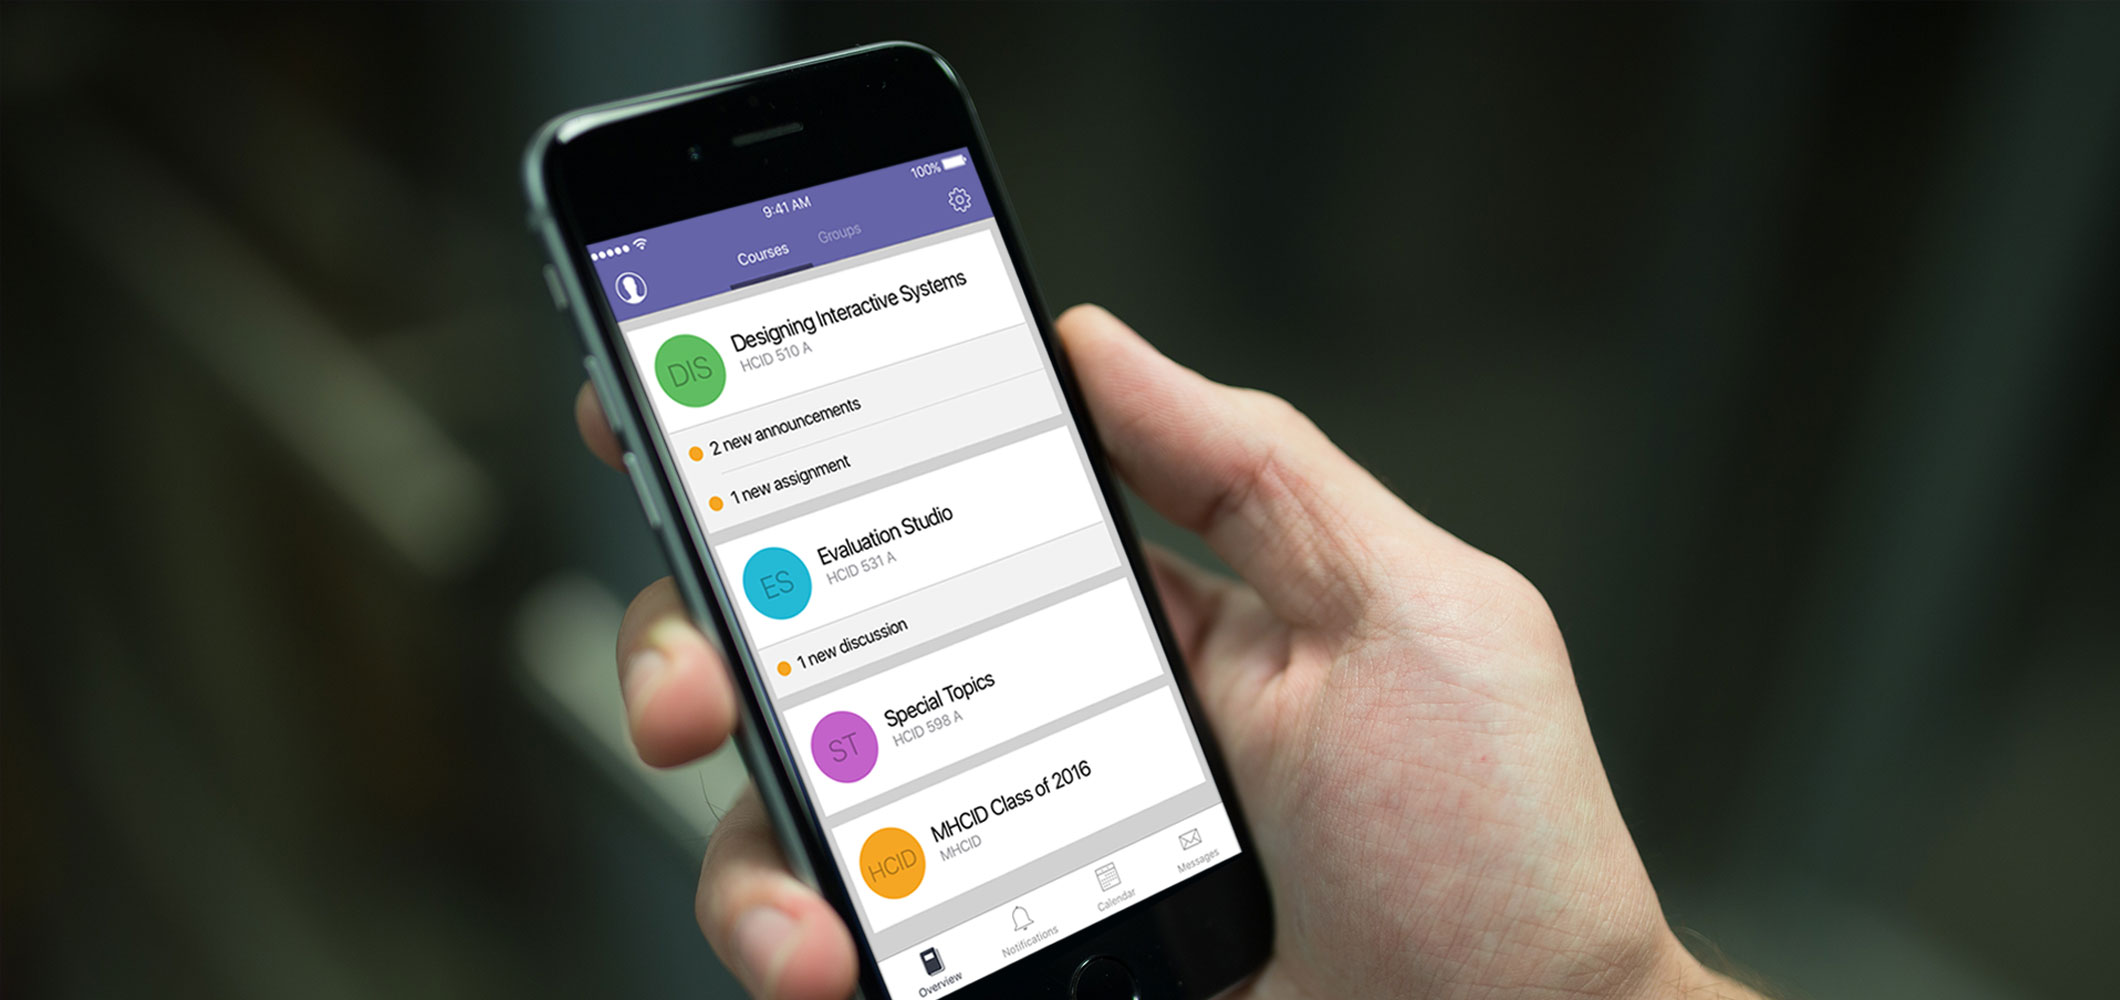 100%
9:41 AM
Courses
Groups
DIS
Designing Interactive Systems
HCID 510 A
2 new announcements
1 new assignment
ES
Evaluation Studio
HCID 531 A
1 new discussion
ST
Special Topics
HCID 598 A
HCID
MHCID Class of 2016
MHCID
Overview
Notifications
Calendar
Messages